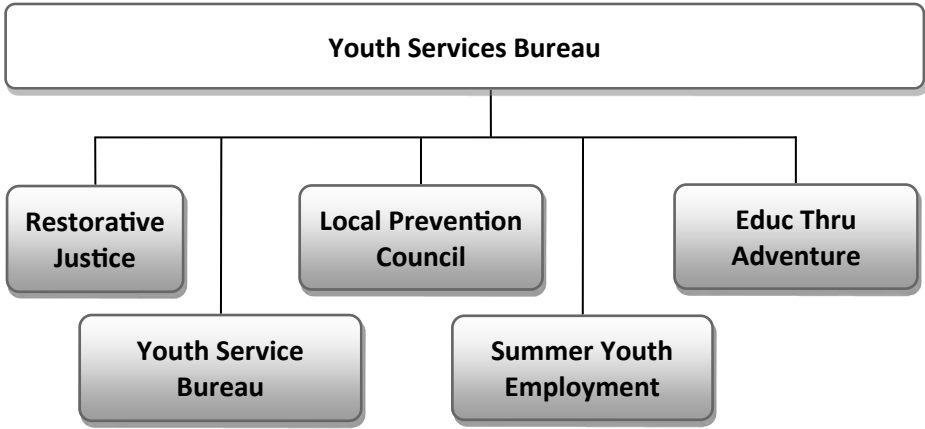 Youth Services Bureau
Restorative
Justice
Local Prevention
Council
Educ Thru
Adventure
Youth Service
Bureau
Summer Youth
Employment